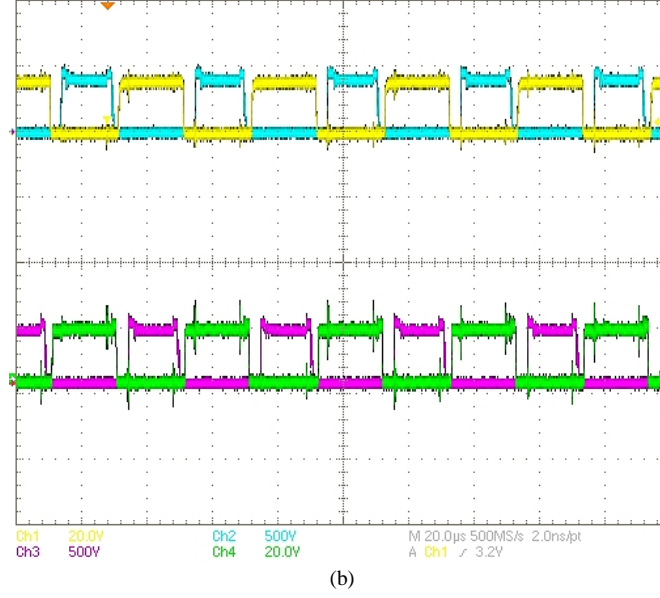 Ch1 20.0V Ch2 500V M 20.0µs 500MS/s 2.0ns/pt
Ch3 500V Ch4 20.0V A Ch1 ⌿ 3.2V
(b)